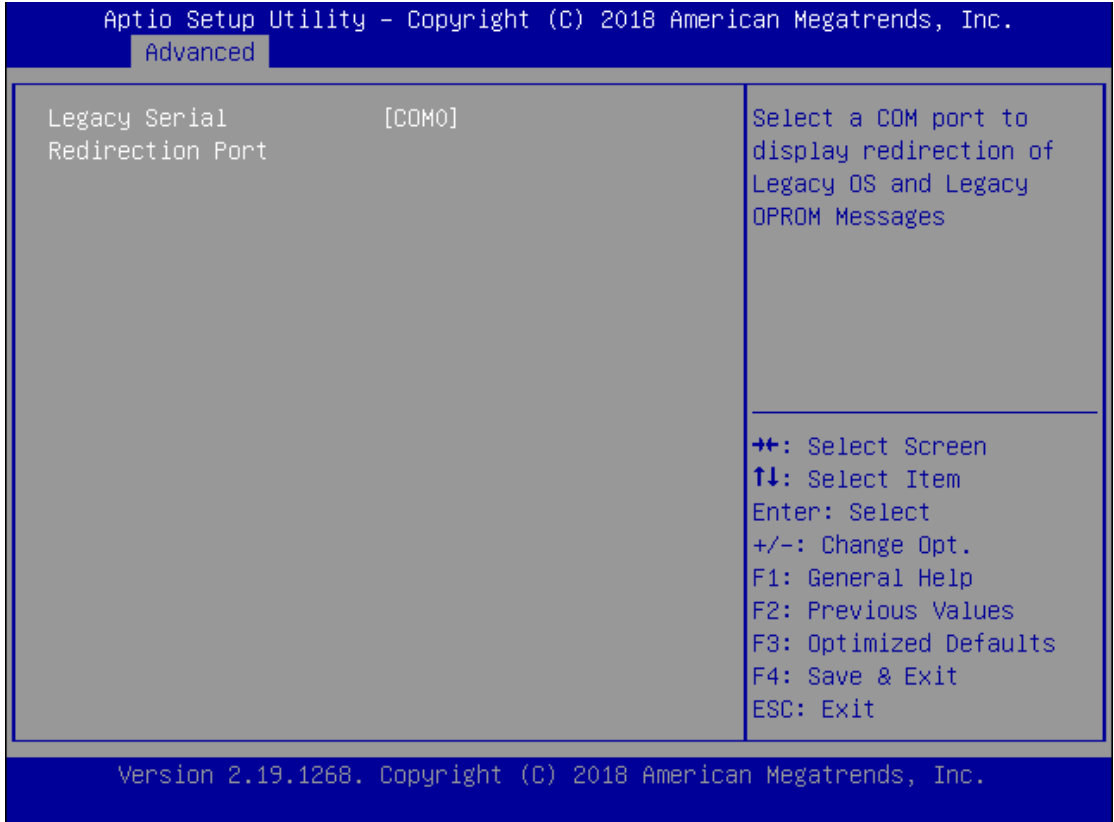 Aptio Setup Utility – Copyright (C) 2018 American Megatrends, Inc.
Advanced
Legacy Serial [COM0]
Redirection Port
Select a COM port to
display redirection of
Legacy OS and Legacy
OPROM Messages
→←: Select Screen
↑↓: Select Item
Enter: Select
+/-: Change Opt.
F1: General Help
F2: Previous Values
F3: Optimized Defaults
F4: Save & Exit
ESC: Exit
Version 2.19.1268. Copyright (C) 2018 American Megatrends, Inc.